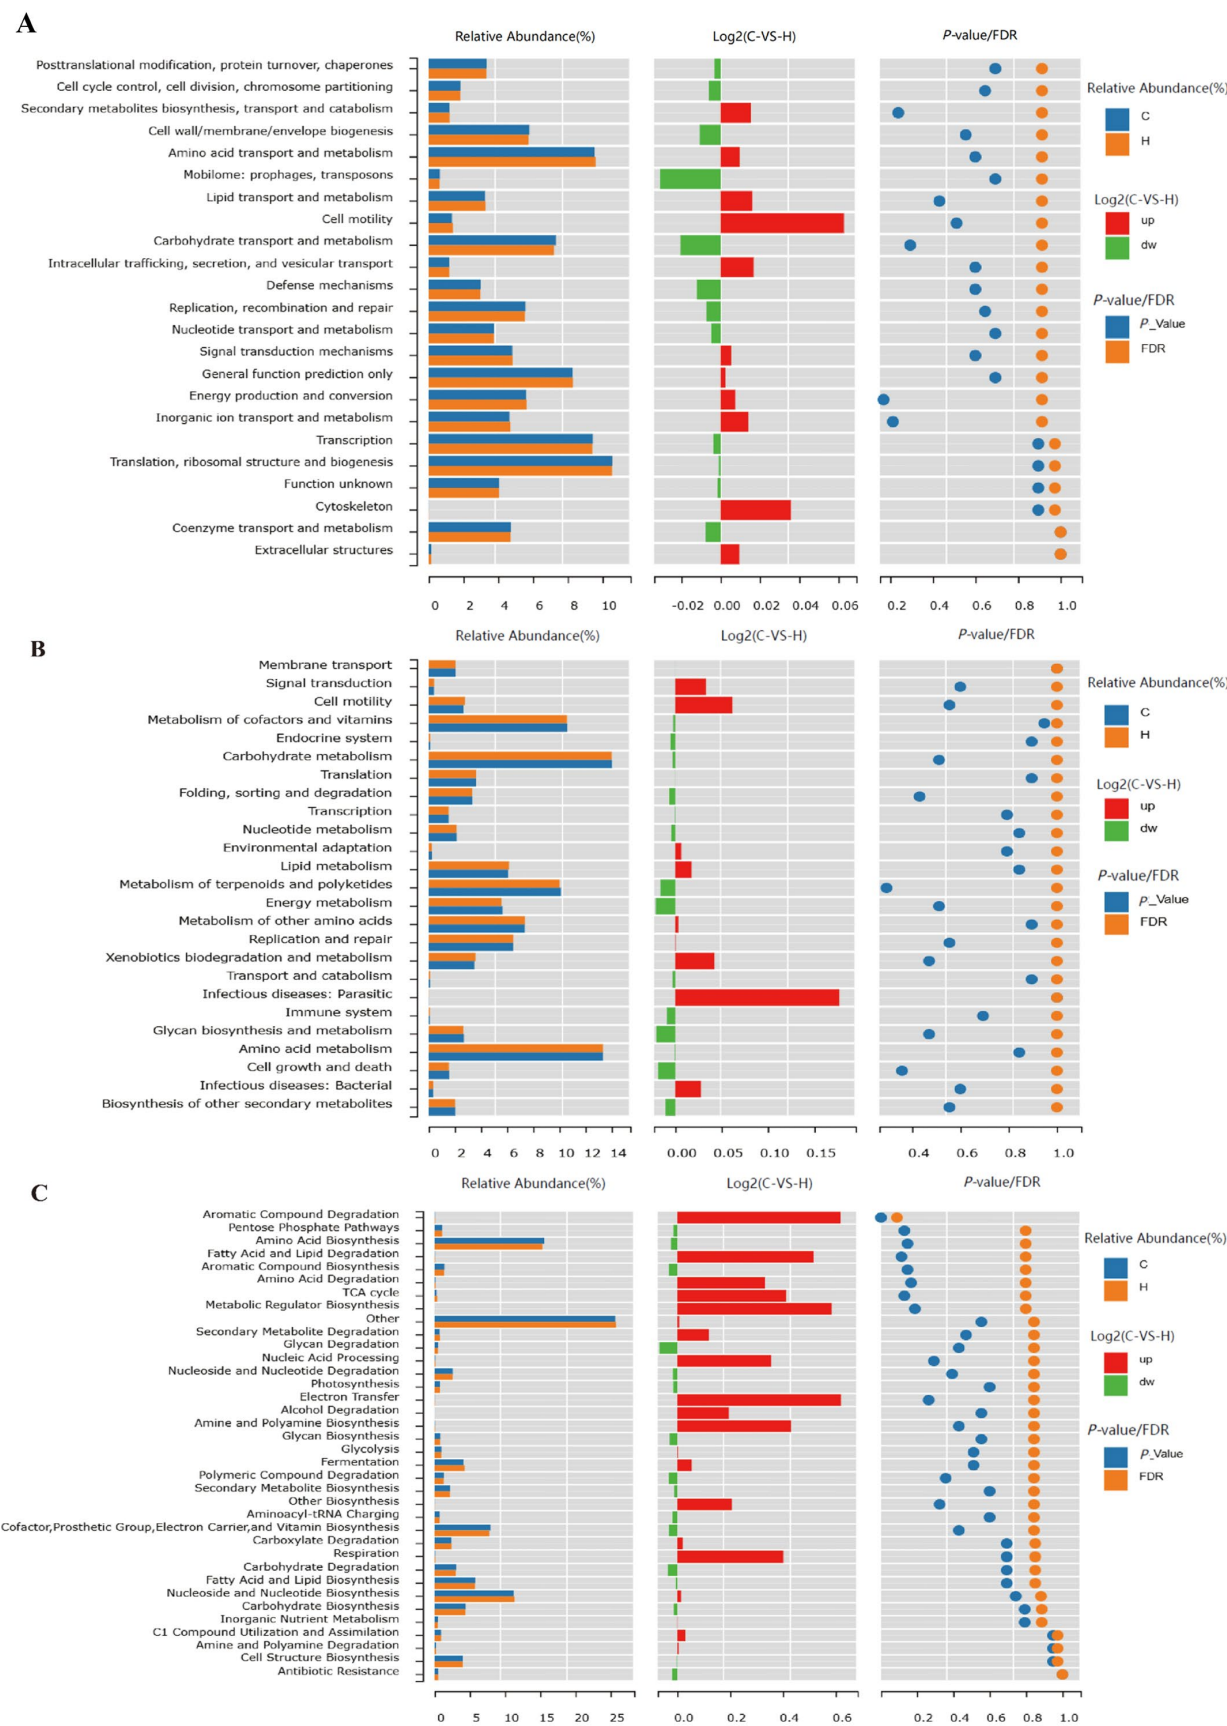 A
Relative Abundance(%)
Log2(C-VS-H)
P-value/FDR
Posttranslational modification, protein turnover, chaperones
Cell cycle control, cell division, chromosome partitioning
Secondary metabolites biosynthesis, transport and catabolism
Cell wall/membrane/envelope biogenesis
Amino acid transport and metabolism
Mobilome: prophages, transposons
Lipid transport and metabolism
Cell motility
Carbohydrate transport and metabolism
Intracellular trafficking, secretion, and vesicular transport
Defense mechanisms
Replication, recombination and repair
Nucleotide transport and metabolism
Signal transduction mechanisms
General function prediction only
Energy production and conversion
Inorganic ion transport and metabolism
Transcription
Translation, ribosomal structure and biogenesis
Function unknown
Cytoskeleton
Coenzyme transport and metabolism
Extracellular structures
0 2 4 6 8 10
-0.02 0.00 0.02 0.04 0.06
0.2 0.4 0.6 0.8 1.0
Relative Abundance(%)
C
H
Log2(C-VS-H)
up
dw
P-value/FDR
P_Value
FDR
B
Relative Abundance(%)
Log2(C-VS-H)
P-value/FDR
Membrane transport
Signal transduction
Cell motility
Metabolism of cofactors and vitamins
Endocrine system
Carbohydrate metabolism
Translation
Folding, sorting and degradation
Transcription
Nucleotide metabolism
Environmental adaptation
Lipid metabolism
Metabolism of terpenoids and polyketides
Energy metabolism
Metabolism of other amino acids
Replication and repair
Xenobiotics biodegradation and metabolism
Transport and catabolism
Infectious diseases: Parasitic
Immune system
Glycan biosynthesis and metabolism
Amino acid metabolism
Cell growth and death
Infectious diseases: Bacterial
Biosynthesis of other secondary metabolites
0 2 4 6 8 10 12 14
0.00 0.05 0.10 0.15
0.4 0.6 0.8 1.0
Relative Abundance(%)
C
H
Log2(C-VS-H)
up
dw
P-value/FDR
P_Value
FDR
C
Relative Abundance(%)
Log2(C-VS-H)
P-value/FDR
Aromatic Compound Degradation
Pentose Phosphate Pathways
Amino Acid Biosynthesis
Fatty Acid and Lipid Degradation
Aromatic Compound Biosynthesis
Amino Acid Degradation
TCA cycle
Metabolic Regulator Biosynthesis
Other
Secondary Metabolite Degradation
Glycan Degradation
Nucleic Acid Processing
Nucleoside and Nucleotide Degradation
Photosynthesis
Electron Transfer
Alcohol Degradation
Amine and Polyamine Biosynthesis
Glycan Biosynthesis
Glycolysis
Fermentation
Polymeric Compound Degradation
Secondary Metabolite Biosynthesis
Other Biosynthesis
Aminoacyl-tRNA Charging
Cofactor,Prosthetic Group,Electron Carrier,and Vitamin Biosynthesis
Carboxylate Degradation
Respiration
Carbohydrate Degradation
Fatty Acid and Lipid Biosynthesis
Nucleoside and Nucleotide Biosynthesis
Carbohydrate Biosynthesis
Inorganic Nutrient Metabolism
C1 Compound Utilization and Assimilation
Amine and Polyamine Degradation
Cell Structure Biosynthesis
Antibiotic Resistance
0 5 10 15 20 25
0.0 0.2 0.4 0.6
0.0 0.2 0.4 0.6 0.8 1.0
Relative Abundance(%)
C
H
Log2(C-VS-H)
up
dw
P-value/FDR
P_Value
FDR